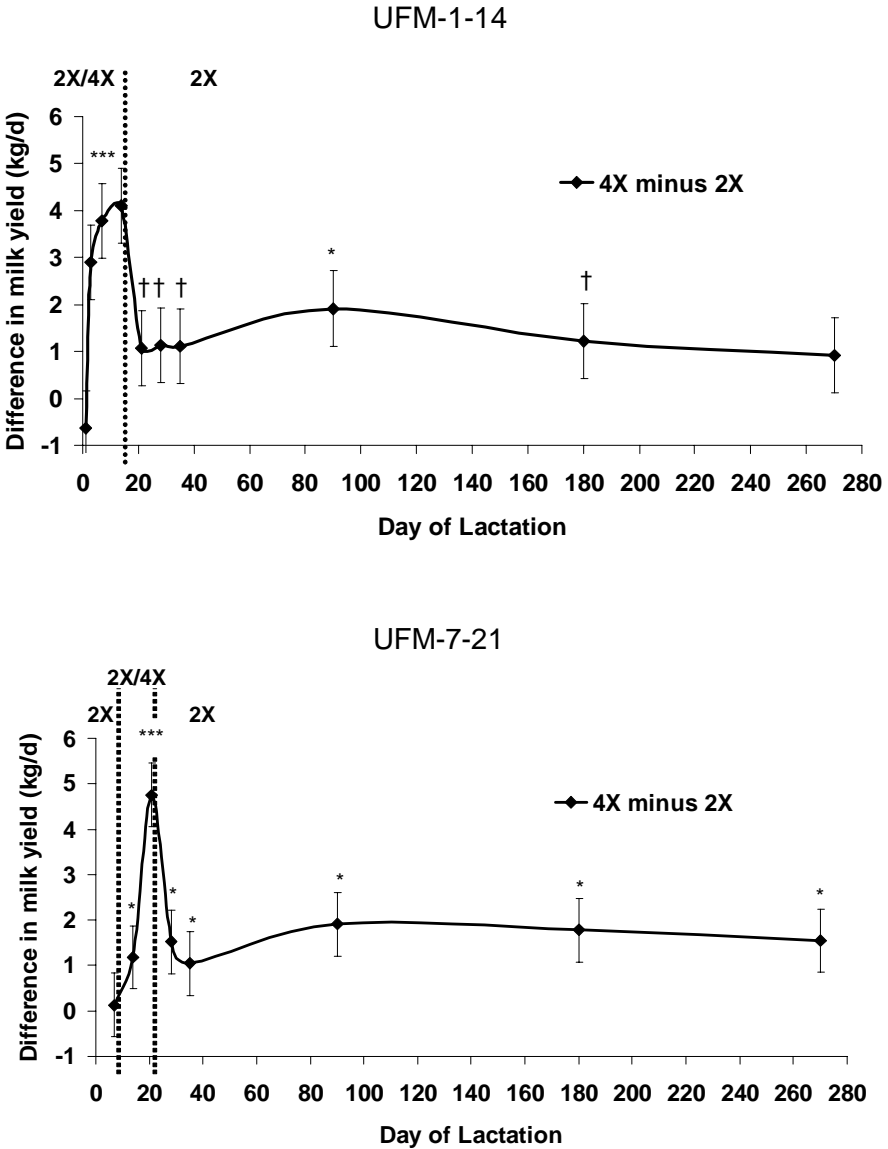 UFM-1-14
2X/4X 2X
Difference in milk yield (kg/d)
6
5
4
3
2
1
0
-1
***
† † †
*
†
4X minus 2X
0 20 40 60 80 100 120 140 160 180 200 220 240 260 280
Day of Lactation
UFM-7-21
2X/4X
2X 2X
Difference in milk yield (kg/d)
6
5
4
3
2
1
0
-1
***
*
*
*
*
*
*
4X minus 2X
0 20 40 60 80 100 120 140 160 180 200 220 240 260 280
Day of Lactation